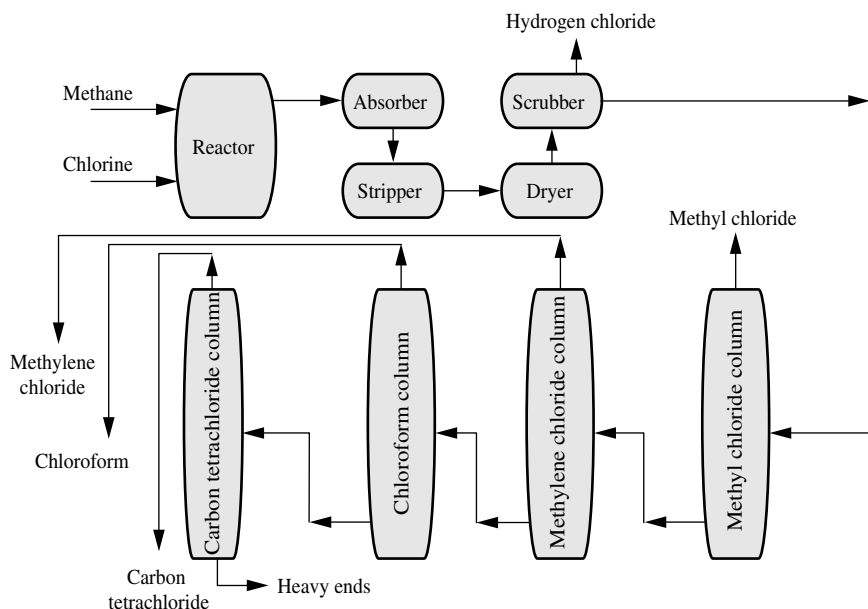 Hydrogen chloride
Methane
Absorber
Scrubber
Reactor
Chlorine
Stripper
Dryer
Methyl chloride
Carbon tetrachloride column
Chloroform column
Methylene chloride column
Methyl chloride column
Methylene
chloride
Chloroform
Carbon
tetrachloride
Heavy ends